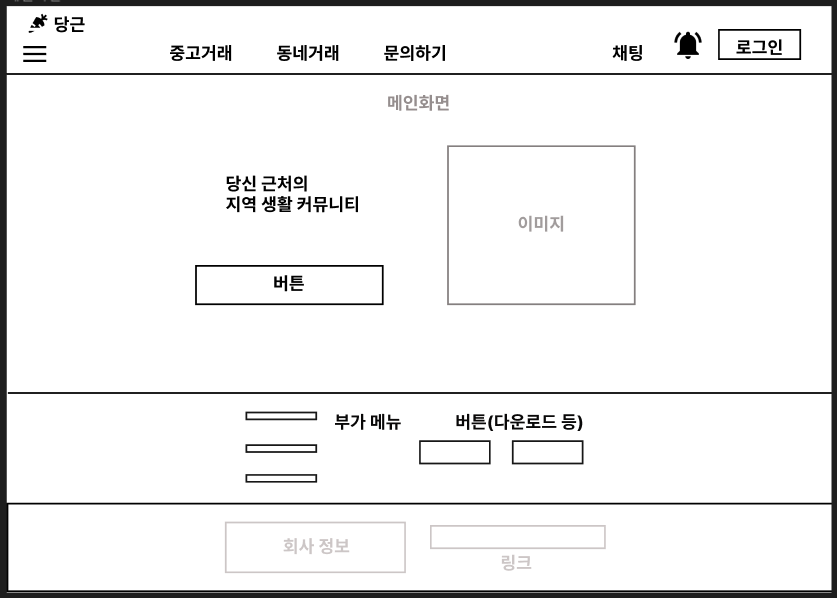 당근
중고거래 동네거래 문의하기 채팅 로그인
메인화면
당신 근처의
지역 생활 커뮤니티
이미지
버튼
부가 메뉴 버튼(다운로드 등)
회사 정보
링크